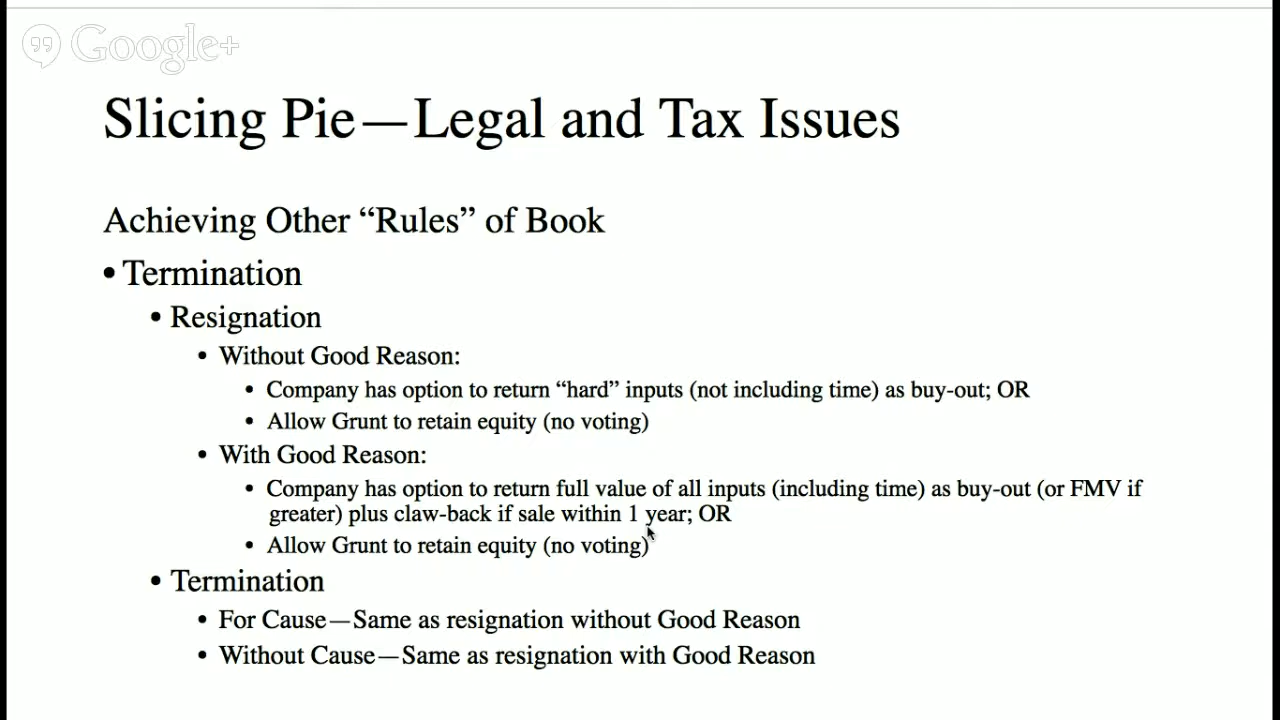 Google+
Slicing Pie—Legal and Tax Issues
Achieving Other “Rules” of Book
• Termination
• Resignation
• Without Good Reason:
• Company has option to return “hard” inputs (not including time) as buy-out; OR
• Allow Grunt to retain equity (no voting)
• With Good Reason:
• Company has option to return full value of all inputs (including time) as buy-out (or FMV if
greater) plus claw-back if sale within 1 year; OR
• Allow Grunt to retain equity (no voting)
• Termination
• For Cause—Same as resignation without Good Reason
• Without Cause—Same as resignation with Good Reason